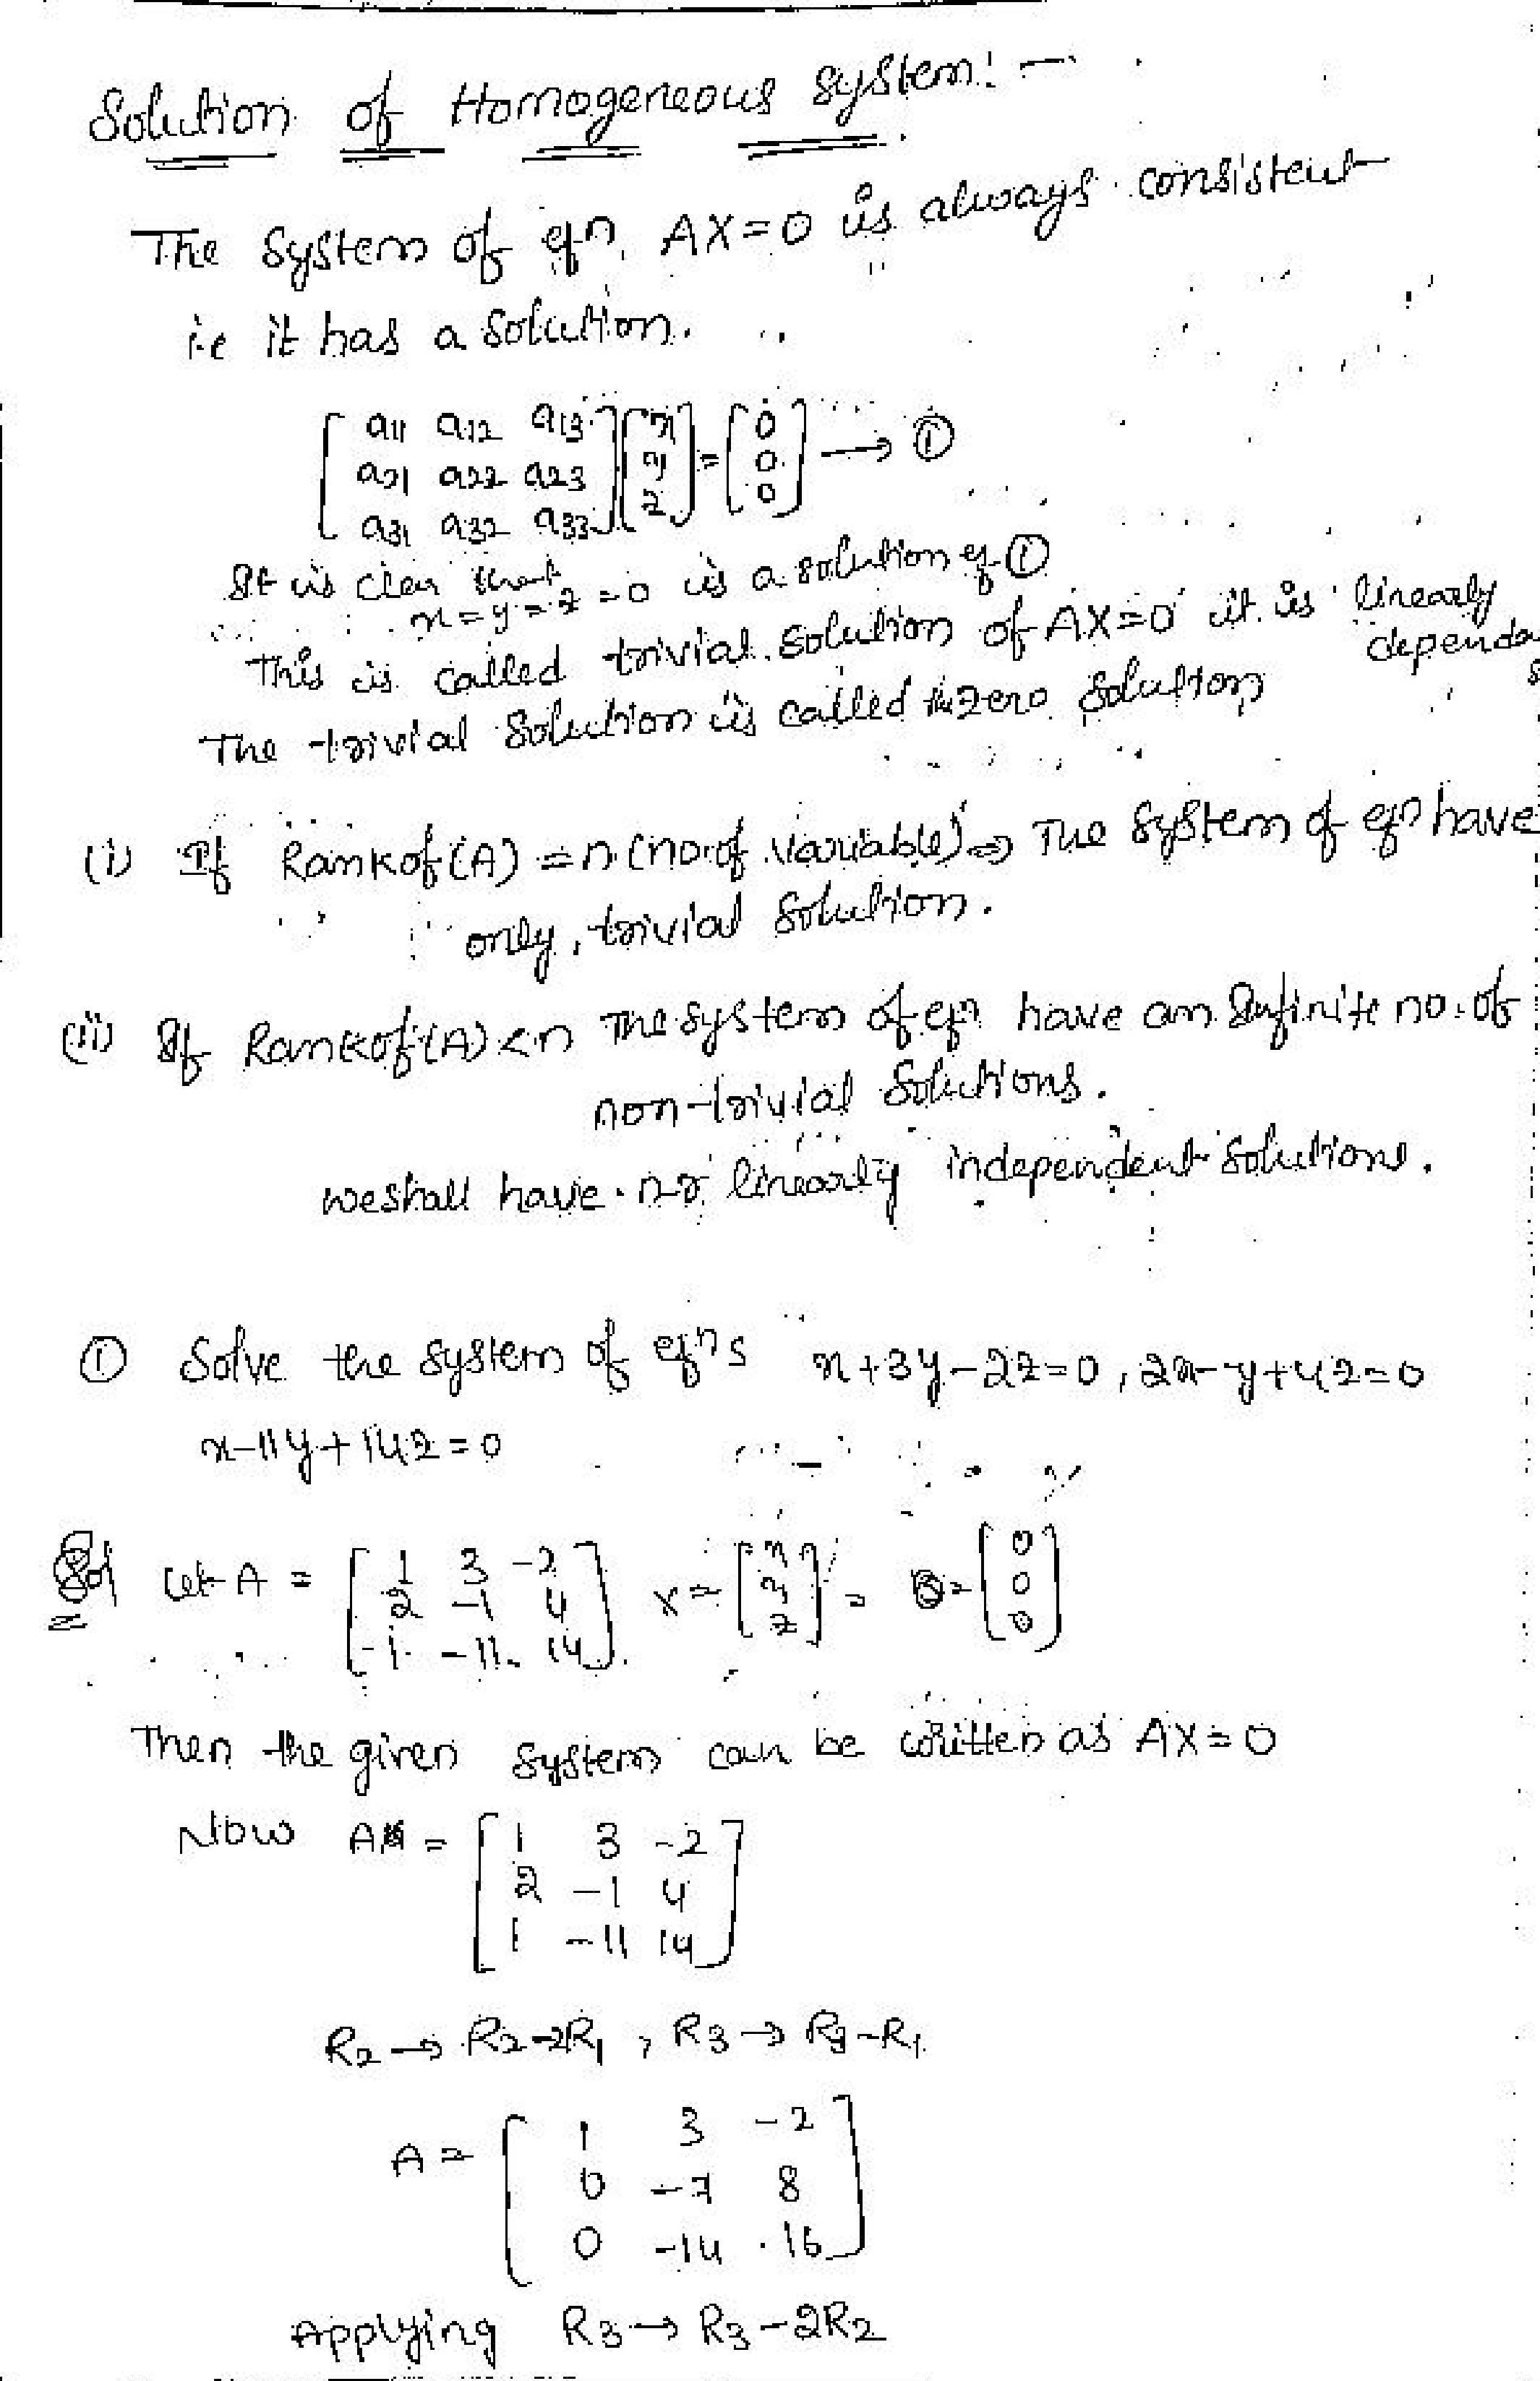 Solution of Homogeneous system: -
The system of eqn. AX=0 is always consistent
i.e it has a solution.
[ a11 a12 a13 ] [ x ] = [ 0 ] → ①
[ a21 a22 a23 ] [ y ] [ 0 ]
[ a31 a32 a33 ] [ z ] [ 0 ]
It is clear that x=y=z=0 is a solution of ①
This is called trivial solution of AX=0 it is linearly
The trivial solution is called the zero solution
(i) If Rank of (A) = n (no. of variable) ⇒ The system of eqn have
only, trivial solution.
(ii) If Rank of (A) < n The system of eqn have an Infinite no. of
non-trivial solutions.
we shall have n-r linearly independent solutions.
① Solve the system of eqns x+3y-2z=0, 2x-y+4z=0
x-11y+14z=0
Sol Let A = [ 1 3 -2 ] X = [ x ] = O = [ 0 ]
[ 2 -1 4 ] [ y ] [ 0 ]
[ 1 -11 14 ] [ z ] [ 0 ]
Then the given system can be written as AX=0
Now A = [ 1 3 -2 ]
[ 2 -1 4 ]
[ 1 -11 14 ]
R2 → R2-2R1, R3 → R3-R1
A = [ 1 3 -2 ]
[ 0 -7 8 ]
[ 0 -14 16 ]
Applying R3 → R3-2R2